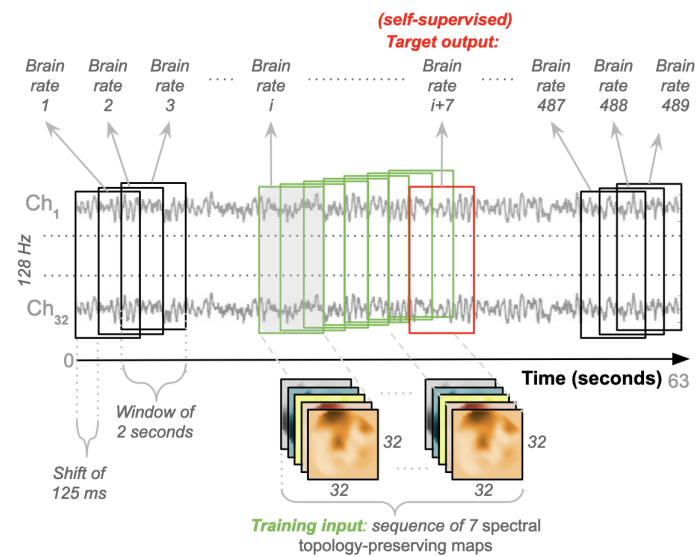 (self-supervised)
Target output:
Brain rate 1
Brain rate 2
Brain rate 3
Brain rate i
Brain rate i+7
Brain rate 487
Brain rate 488
Brain rate 489
Ch1
128 Hz
Ch32
0
Time (seconds) 63
Window of
2 seconds
Shift of
125 ms
32
32
32
32
Training input: sequence of 7 spectral
topology-preserving maps